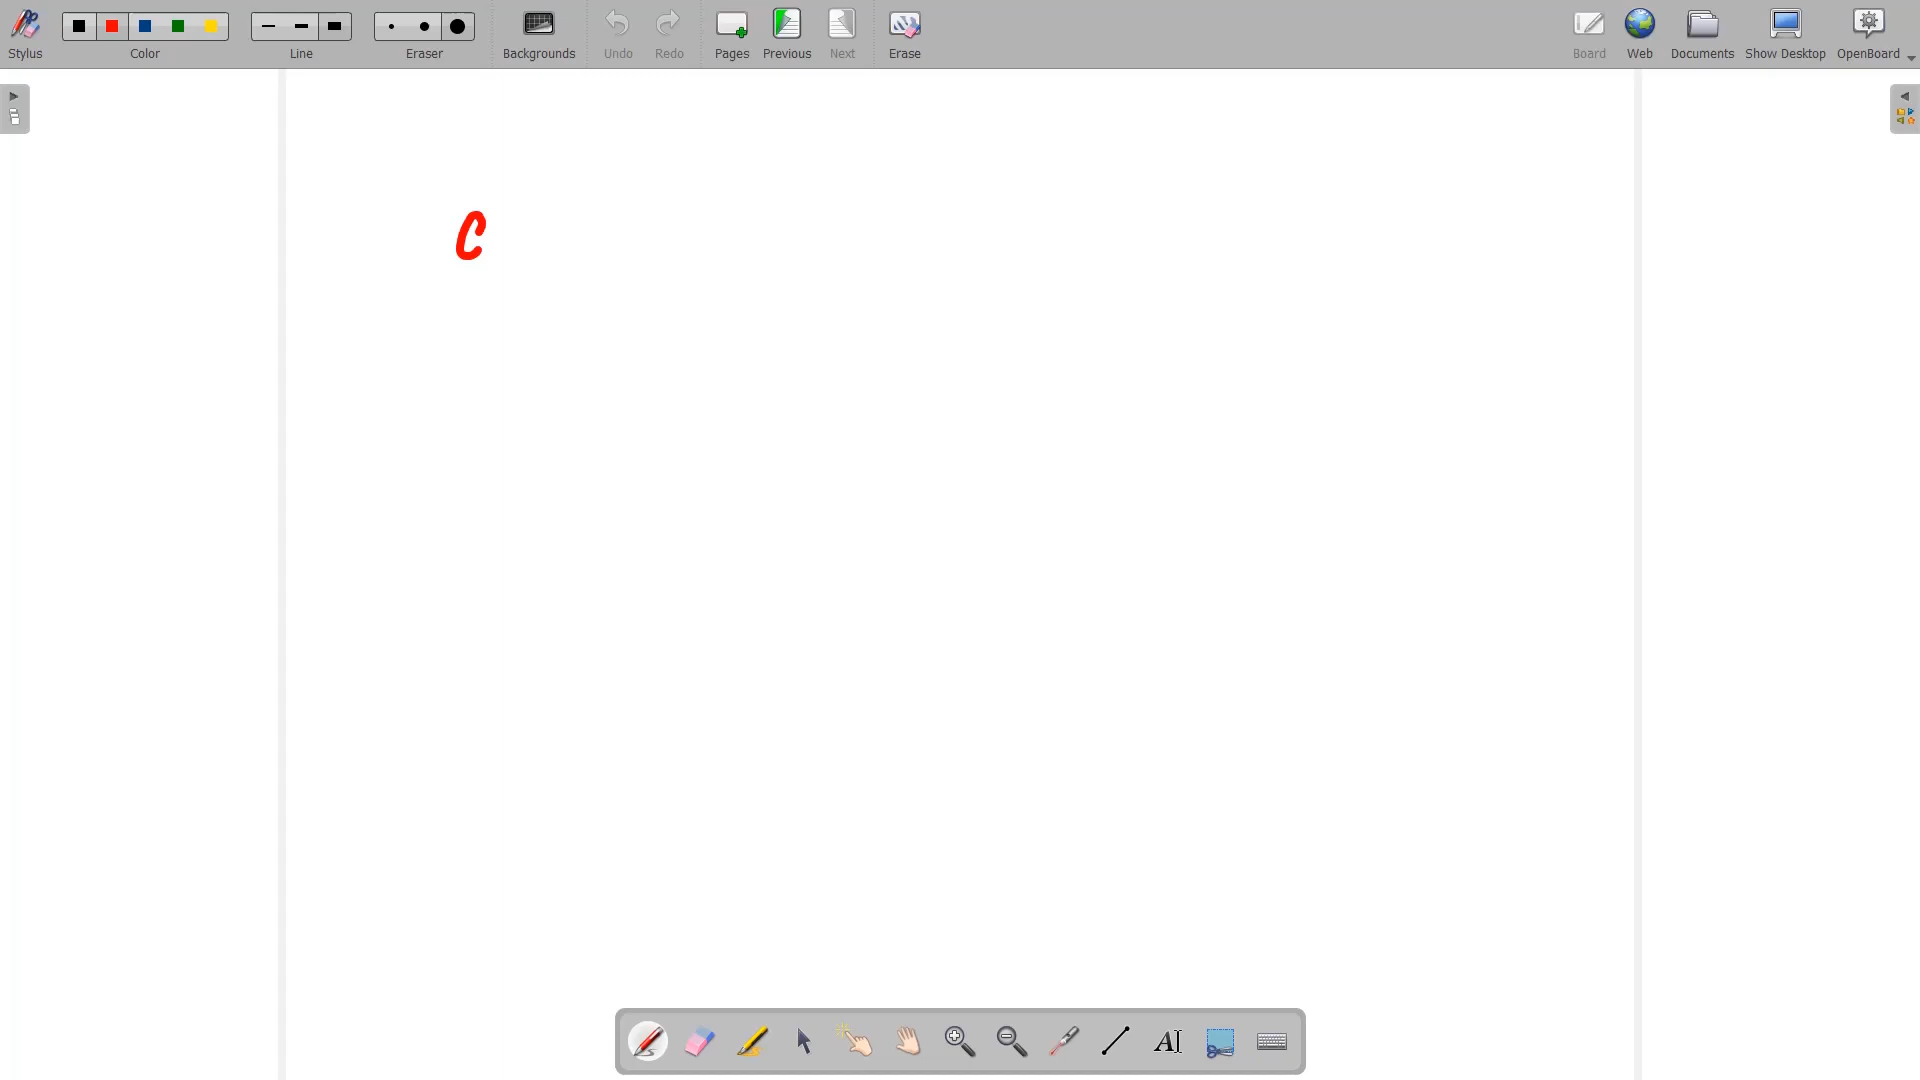 Stylus Color Line Eraser Backgrounds Undo Redo Pages Previous Next Erase Board Web Documents Show Desktop OpenBoard
C
A